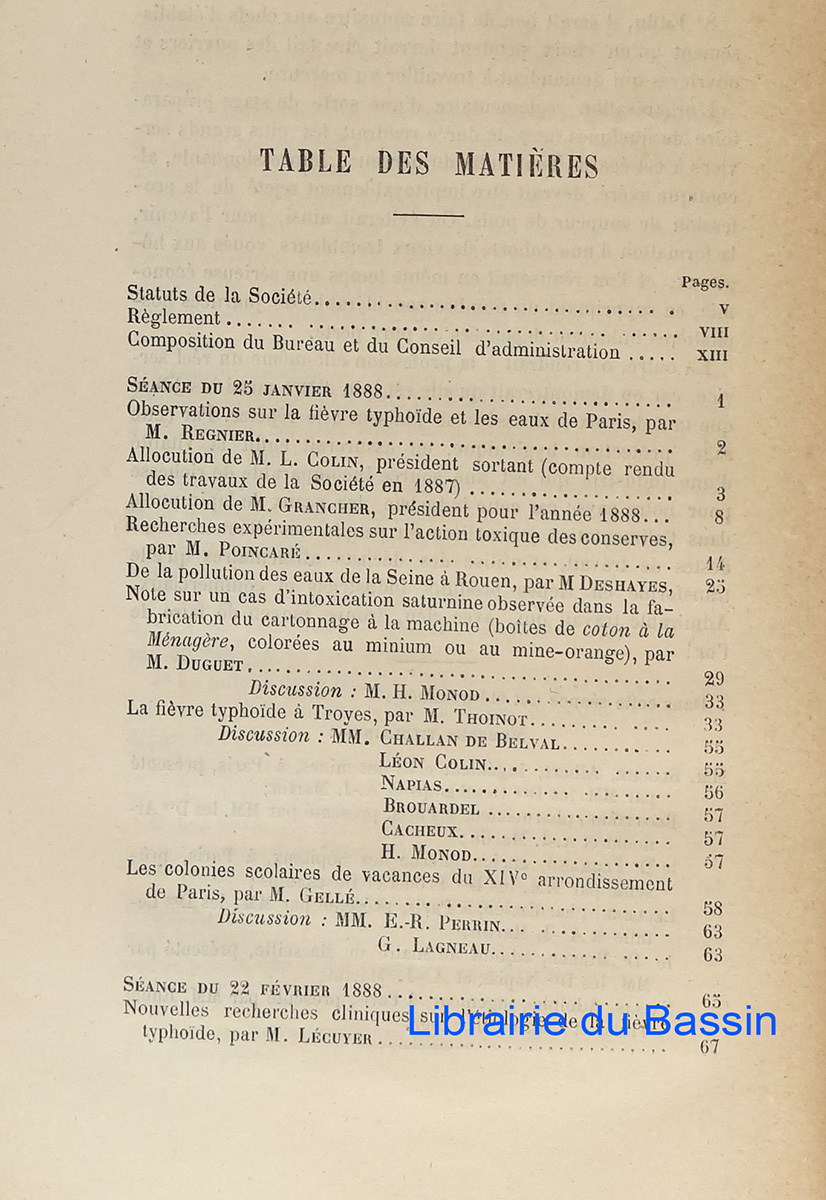 TABLE DES MATIÈRES
Pages.
Statuts de la Société........ V
Règlement........ VIII
Composition du Bureau et du Conseil d'administration ..... XIII
SÉANCE DU 25 JANVIER 1888........ 1
Observations sur la fièvre typhoïde et les eaux de Paris, par
M. REGNIER........ 2
Allocution de M. L. COLIN, président sortant (compte rendu
des travaux de la Société en 1887) ........ 3
Allocution de M. GRANCHER, président pour l'année 1888... 8
Recherches expérimentales sur l'action toxique des conserves,
par M. POINCARÉ........ 14
De la pollution des eaux de la Seine à Rouen, par M DESHAYES, 25
Note sur un cas d'intoxication saturnine observée dans la fa-
brication du cartonnage à la machine (boîtes de coton à la
Ménagère, colorées au minium ou au mine-orange), par
M. DUGUET........ 29
Discussion : M. H. MONOD........ 33
La fièvre typhoïde à Troyes, par M. THOINOT........ 33
Discussion : MM. CHALLAN DE BELVAL........ 55
LÉON COLIN........ 55
NAPIAS........ 56
BROUARDEL ........ 57
CACHEUX........ 57
H. MONOD........ 57
Les colonies scolaires de vacances du XIVe arrondissement
de Paris, par M. GELLÉ........ 58
Discussion : MM. E.-R. PERRIN........ 63
G. LAGNEAU........ 63
SÉANCE DU 22 FÉVRIER 1888........ 65
Nouvelles recherches cliniques sur l'étiologie de la fièvre
typhoïde, par M. LÉCUYER........ 67
Librairie du Bassin